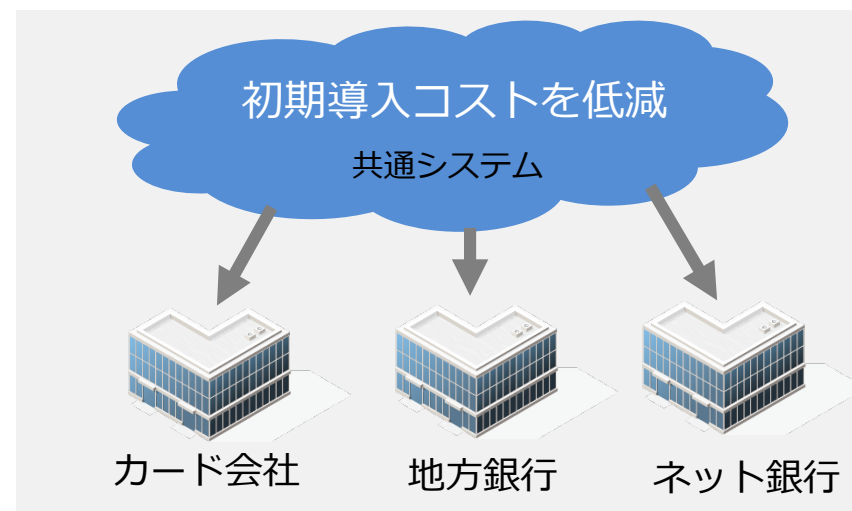 初期導入コストを低減
共通システム
カード会社
地方銀行
ネット銀行